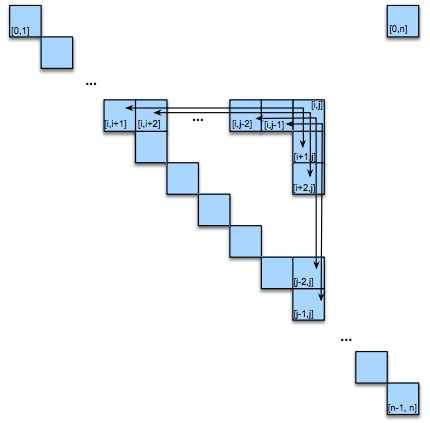 [0,1] [0,n]
...
[i,j]
[i,i+1] [i,i+2] ... [i,j-2] [i,j-1]
[i+1,j]
[i+2,j]
[j-2,j]
[j-1,j]
...
[n-1, n]